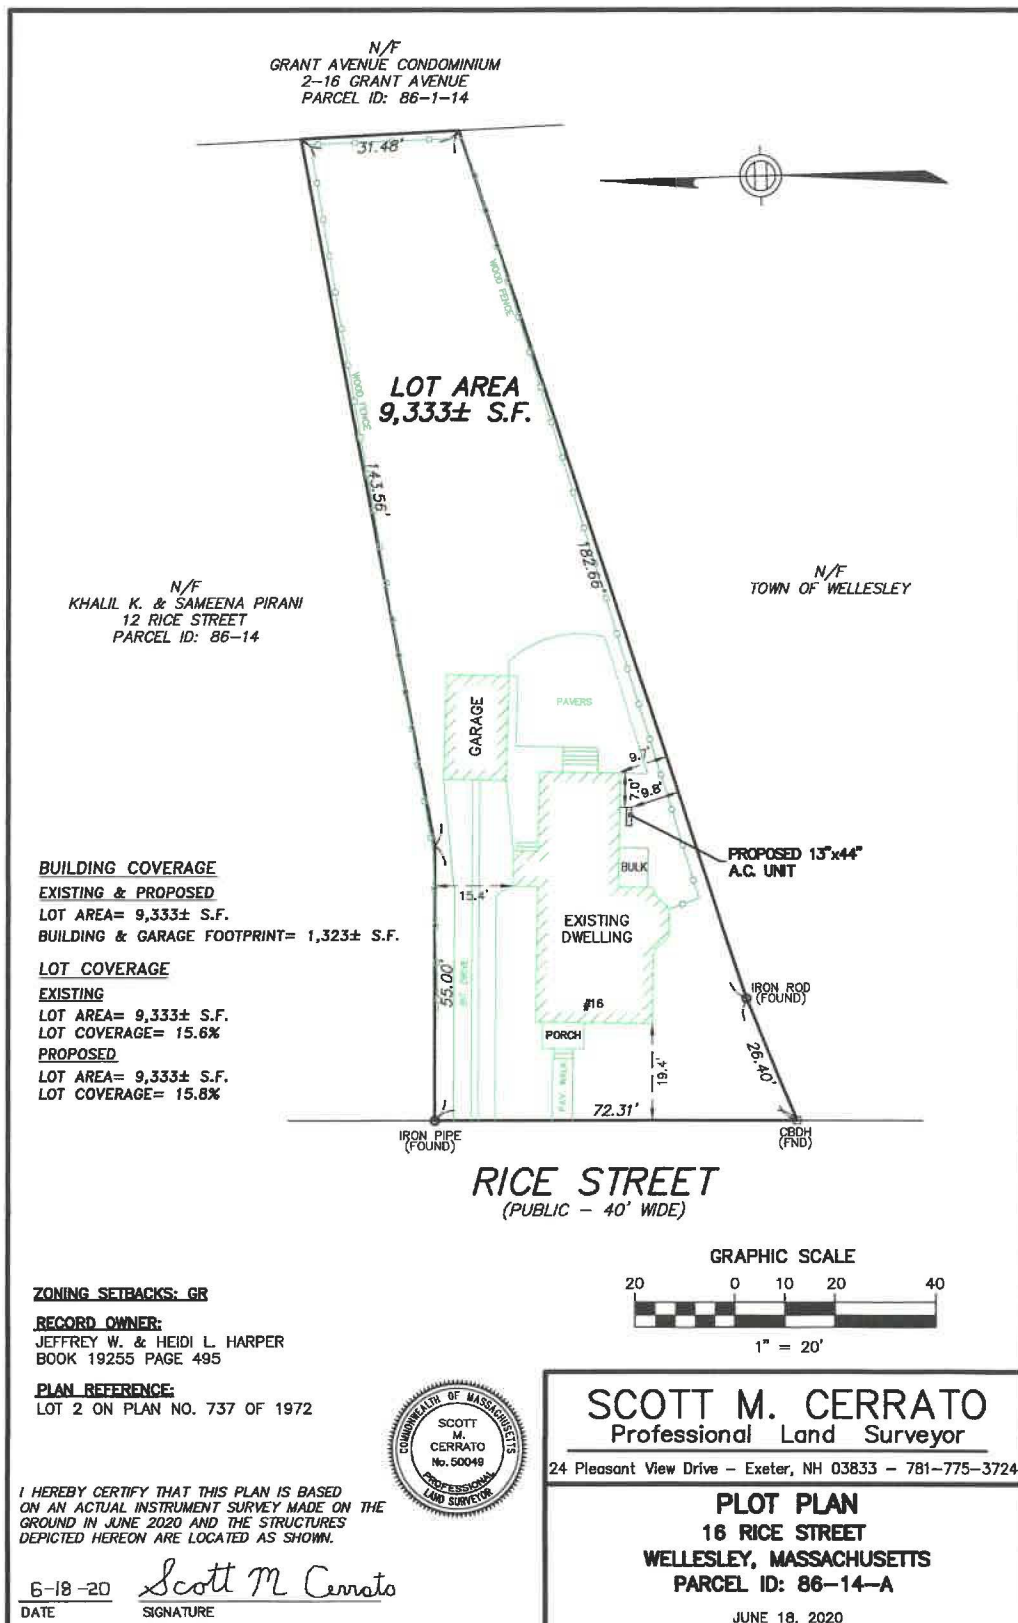 N/F
GRANT AVENUE CONDOMINIUM
2-16 GRANT AVENUE
PARCEL ID: 86-1-14
31.48'
WOOD FENCE
WOOD FENCE
LOT AREA
9,333± S.F.
143.56'
182.66'
N/F
KHALIL K. & SAMEENA PIRANI
12 RICE STREET
PARCEL ID: 86-14
N/F
TOWN OF WELLESLEY
GARAGE
PAVERS
9.7'
7.0'
9.8'
PROPOSED 13"x44"
A.C. UNIT
BULK
15.4'
EXISTING
DWELLING
#16
BIT. DRIVE
55.00'
PORCH
PAV. WALK
19.4'
IRON ROD
(FOUND)
26.40'
72.31'
IRON PIPE
(FOUND)
CBDH
(FND)
BUILDING COVERAGE
EXISTING & PROPOSED
LOT AREA= 9,333± S.F.
BUILDING & GARAGE FOOTPRINT= 1,323± S.F.
LOT COVERAGE
EXISTING
LOT AREA= 9,333± S.F.
LOT COVERAGE= 15.6%
PROPOSED
LOT AREA= 9,333± S.F.
LOT COVERAGE= 15.8%
RICE STREET
(PUBLIC - 40' WIDE)
GRAPHIC SCALE
20 0 10 20 40
1" = 20'
ZONING SETBACKS: GR
RECORD OWNER:
JEFFREY W. & HEIDI L. HARPER
BOOK 19255 PAGE 495
PLAN REFERENCE:
LOT 2 ON PLAN NO. 737 OF 1972
COMMONWEALTH OF MASSACHUSETTS
SCOTT
M.
CERRATO
No. 50049
PROFESSIONAL
LAND SURVEYOR
I HEREBY CERTIFY THAT THIS PLAN IS BASED
ON AN ACTUAL INSTRUMENT SURVEY MADE ON THE
GROUND IN JUNE 2020 AND THE STRUCTURES
DEPICTED HEREON ARE LOCATED AS SHOWN.
6-18-20 Scott M Cerrato
DATE SIGNATURE
SCOTT M. CERRATO
Professional Land Surveyor
24 Pleasant View Drive - Exeter, NH 03833 - 781-775-3724
PLOT PLAN
16 RICE STREET
WELLESLEY, MASSACHUSETTS
PARCEL ID: 86-14-A
JUNE 18, 2020